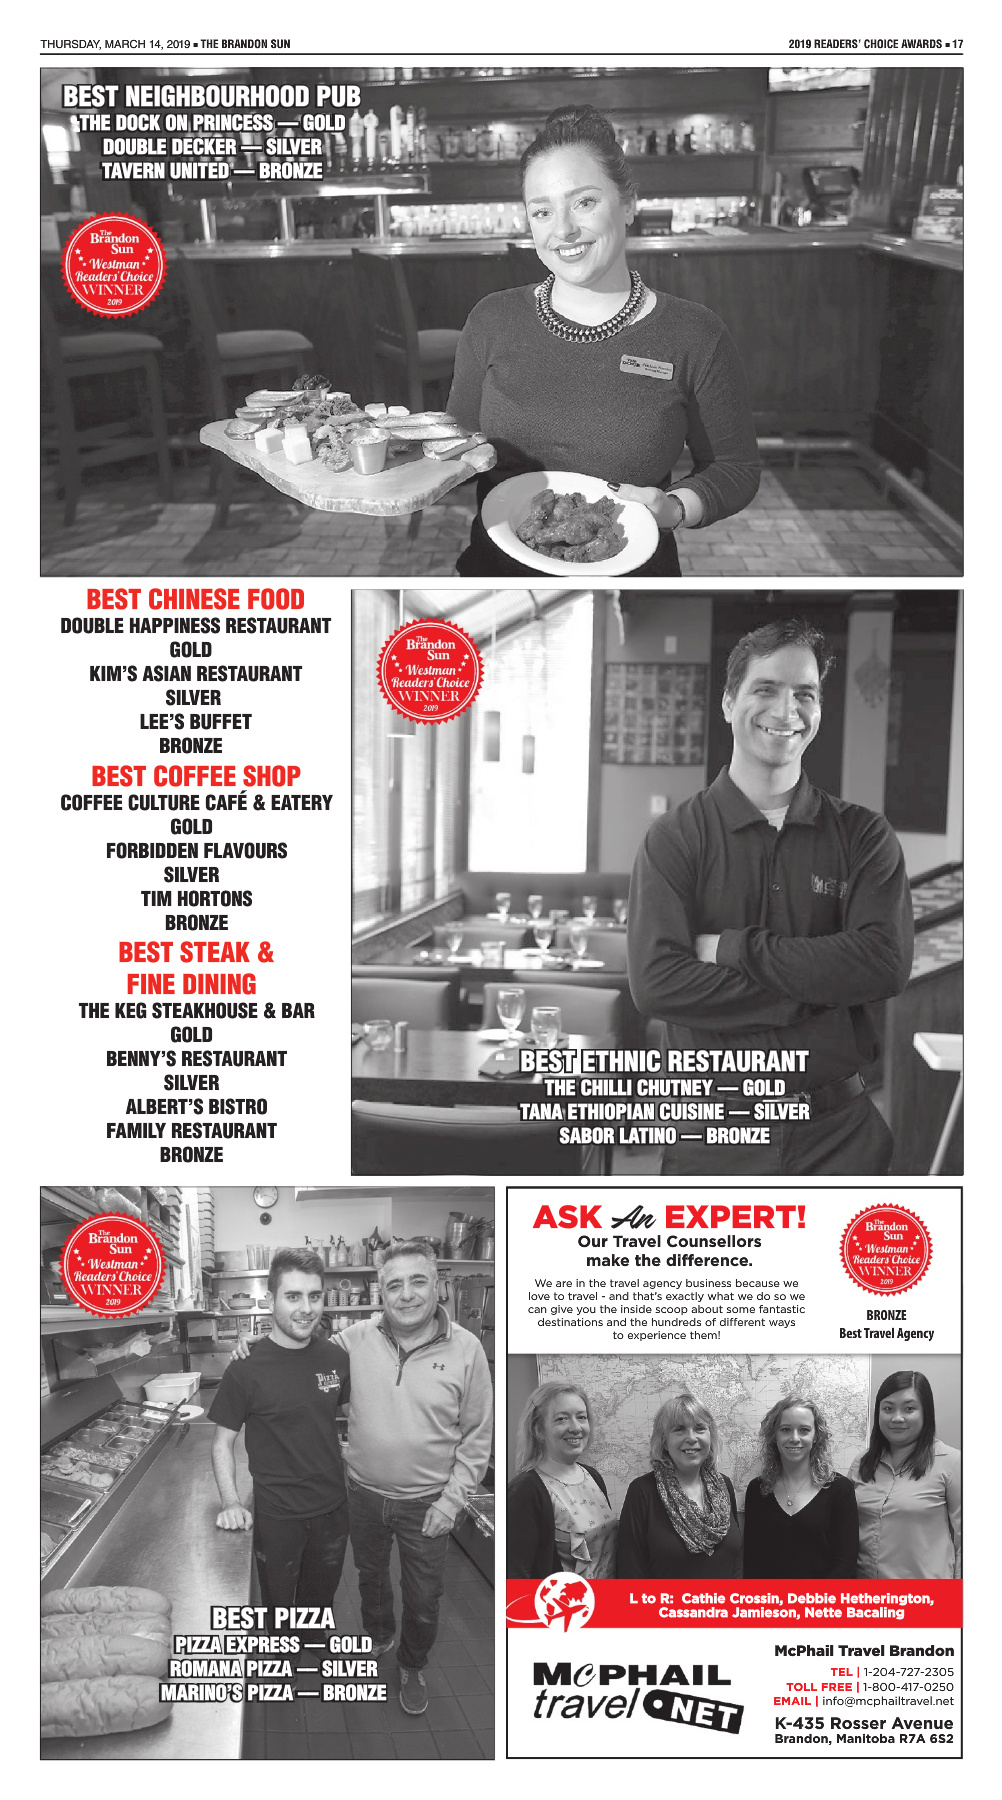 THURSDAY, MARCH 14, 2019 ▪ THE BRANDON SUN
2019 READERS' CHOICE AWARDS ▪ 17
BEST NEIGHBOURHOOD PUB
THE DOCK ON PRINCESS — GOLD
DOUBLE DECKER — SILVER
TAVERN UNITED — BRONZE
The
Brandon
Sun
Westman
Readers' Choice
WINNER
2019
BEST CHINESE FOOD
DOUBLE HAPPINESS RESTAURANT
GOLD
KIM'S ASIAN RESTAURANT
SILVER
LEE'S BUFFET
BRONZE
BEST COFFEE SHOP
COFFEE CULTURE CAFÉ & EATERY
GOLD
FORBIDDEN FLAVOURS
SILVER
TIM HORTONS
BRONZE
BEST STEAK &
FINE DINING
THE KEG STEAKHOUSE & BAR
GOLD
BENNY'S RESTAURANT
SILVER
ALBERT'S BISTRO
FAMILY RESTAURANT
BRONZE
The
Brandon
Sun
Westman
Readers' Choice
WINNER
2019
BEST ETHNIC RESTAURANT
THE CHILLI CHUTNEY — GOLD
TANA ETHIOPIAN CUISINE — SILVER
SABOR LATINO — BRONZE
The
Brandon
Sun
Westman
Readers' Choice
WINNER
2019
Pizza
BEST PIZZA
PIZZA EXPRESS — GOLD
ROMANA PIZZA — SILVER
MARINO'S PIZZA — BRONZE
ASK An EXPERT!
Our Travel Counsellors
make the difference.
We are in the travel agency business because we
love to travel - and that's exactly what we do so we
can give you the inside scoop about some fantastic
destinations and the hundreds of different ways
to experience them!
The
Brandon
Sun
Westman
Readers' Choice
WINNER
2019
BRONZE
Best Travel Agency
L to R: Cathie Crossin, Debbie Hetherington,
Cassandra Jamieson, Nette Bacaling
MCPHAIL
travel .NET
McPhail Travel Brandon
TEL | 1-204-727-2305
TOLL FREE | 1-800-417-0250
EMAIL | info@mcphailtravel.net
K-435 Rosser Avenue
Brandon, Manitoba R7A 6S2